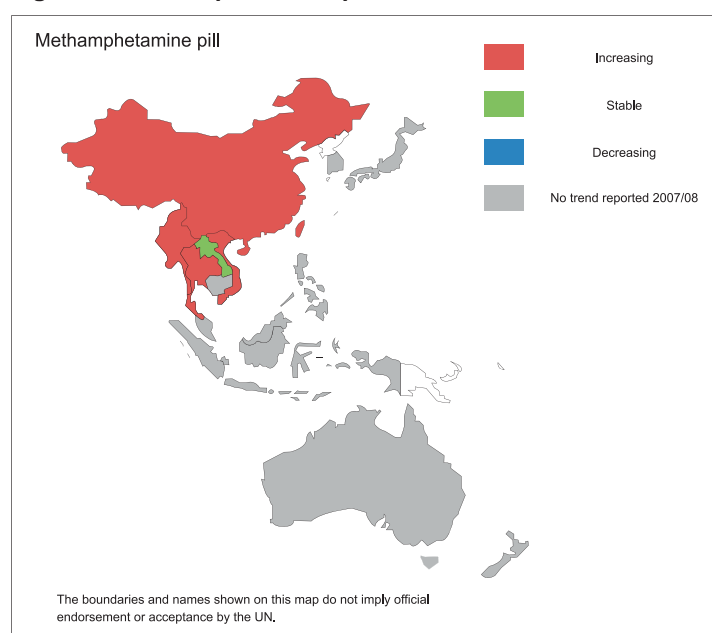 Methamphetamine pill
Increasing
Stable
Decreasing
No trend reported 2007/08
The boundaries and names shown on this map do not imply official
endorsement or acceptance by the UN.